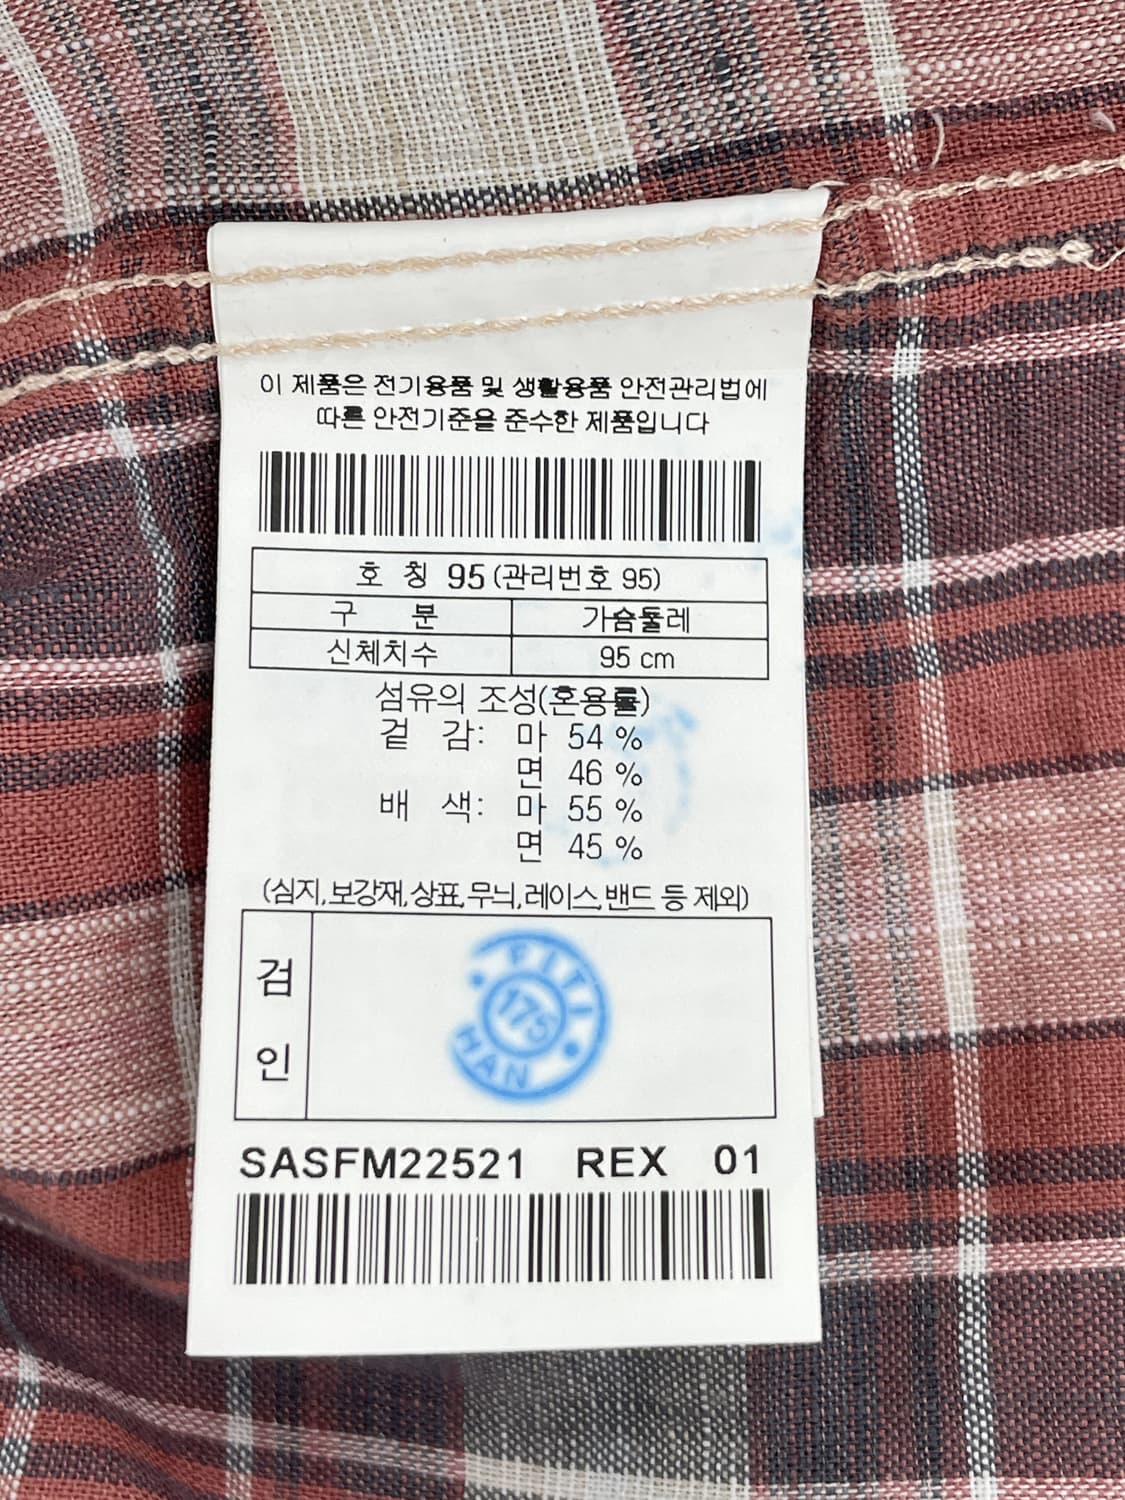 이 제품은 전기용품 및 생활용품 안전관리법에
따른 안전기준을 준수한 제품입니다
호 칭 95 (관리번호 95)
구 분 가슴둘레
신체치수 95 cm
섬유의 조성(혼용률)
겉 감: 마 54 %
면 46 %
배 색: 마 55 %
면 45 %
(심지,보강재,상표,무늬,레이스,밴드 등 제외)
검
인
FITI
175
HAN
SASFM22521 REX 01